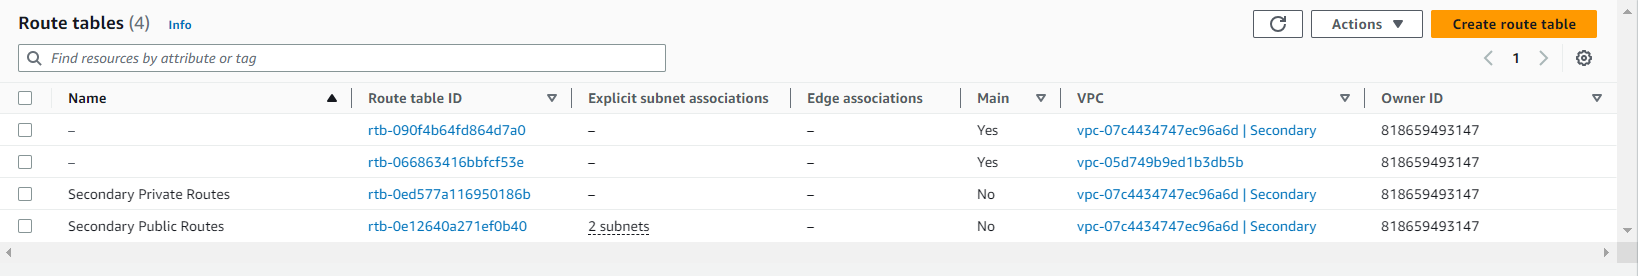 Route tables (4) Info
Actions
Create route table
Find resources by attribute or tag
1
Name Route table ID Explicit subnet associations Edge associations Main VPC Owner ID
– rtb-090f4b64fd864d7a0 – – Yes vpc-07c4434747ec96a6d | Secondary 818659493147
– rtb-066863416bbfcf53e – – Yes vpc-05d749b9ed1b3db5b 818659493147
Secondary Private Routes rtb-0ed577a116950186b – – No vpc-07c4434747ec96a6d | Secondary 818659493147
Secondary Public Routes rtb-0e12640a271ef0b40 2 subnets – No vpc-07c4434747ec96a6d | Secondary 818659493147